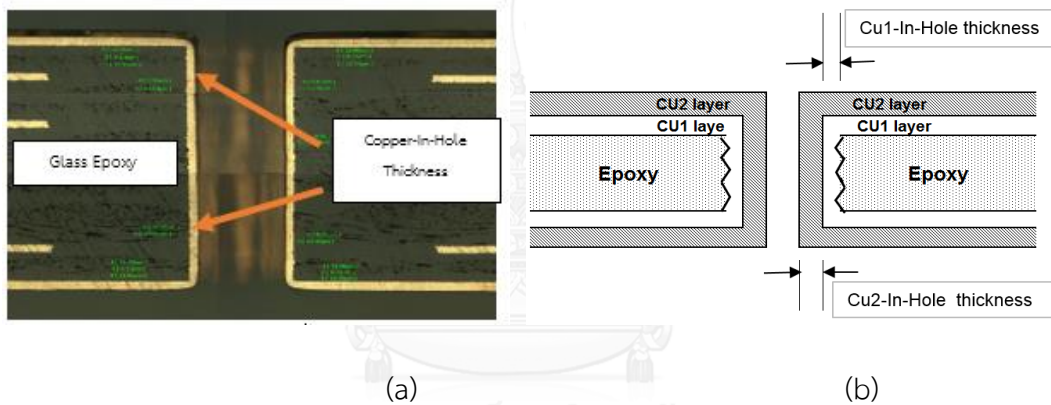 Glass Epoxy
Copper-In-Hole
Thickness
(a)
Cu1-In-Hole thickness
CU2 layer
CU2 layer
CU1 laye
CU1 layer
Epoxy
Epoxy
Cu2-In-Hole thickness
(b)